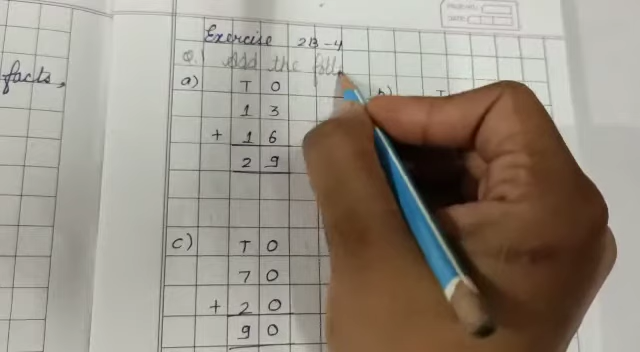 Exercise 2B-4
facts,
Q.1 Add the follo
a) T O
b) T
1 3
+ 1 6
2 9
c) T O
7 0
+ 2 0
9 0